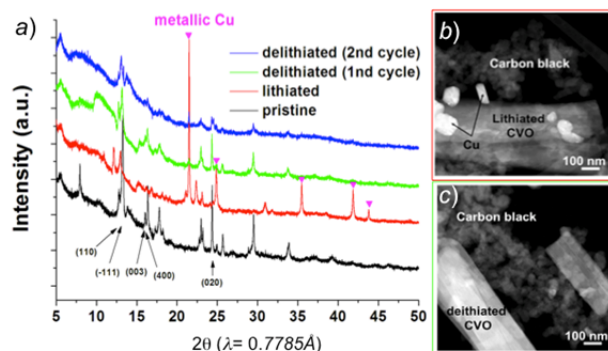 a)
metallic Cu
delithiated (2nd cycle)
delithiated (1nd cycle)
lithiated
pristine
Intensity (a.u.)
(110)
(-111)
(003)
(400)
(020)
5 10 15 20 25 30 35 40 45 50
2θ (λ= 0.7785Å)
b)
Carbon black
Lithiated
CVO
Cu
100 nm
c)
Carbon black
deithiated
CVO
100 nm